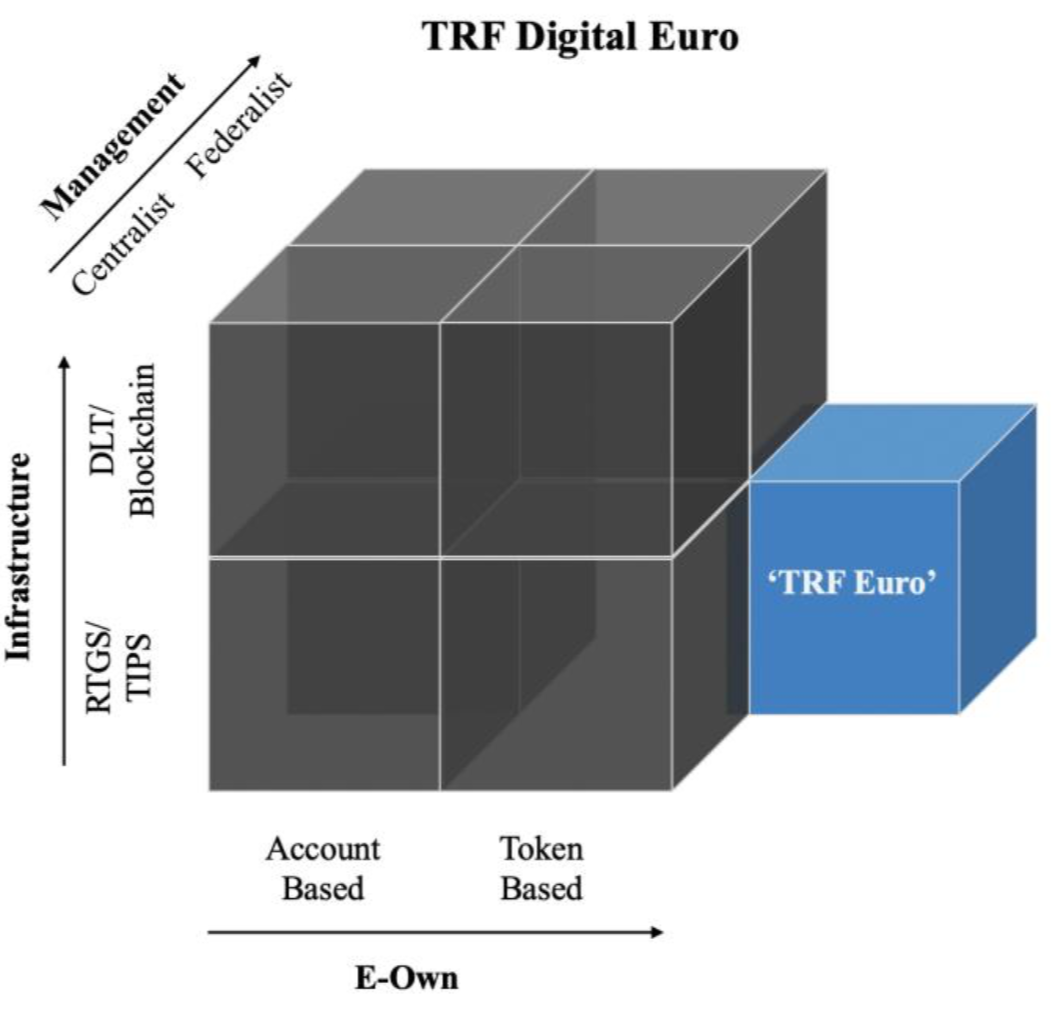 TRF Digital Euro
Management
Centralist Federalist
Infrastructure
DLT/
Blockchain
RTGS/
TIPS
‘TRF Euro’
Account
Based
Token
Based
E-Own